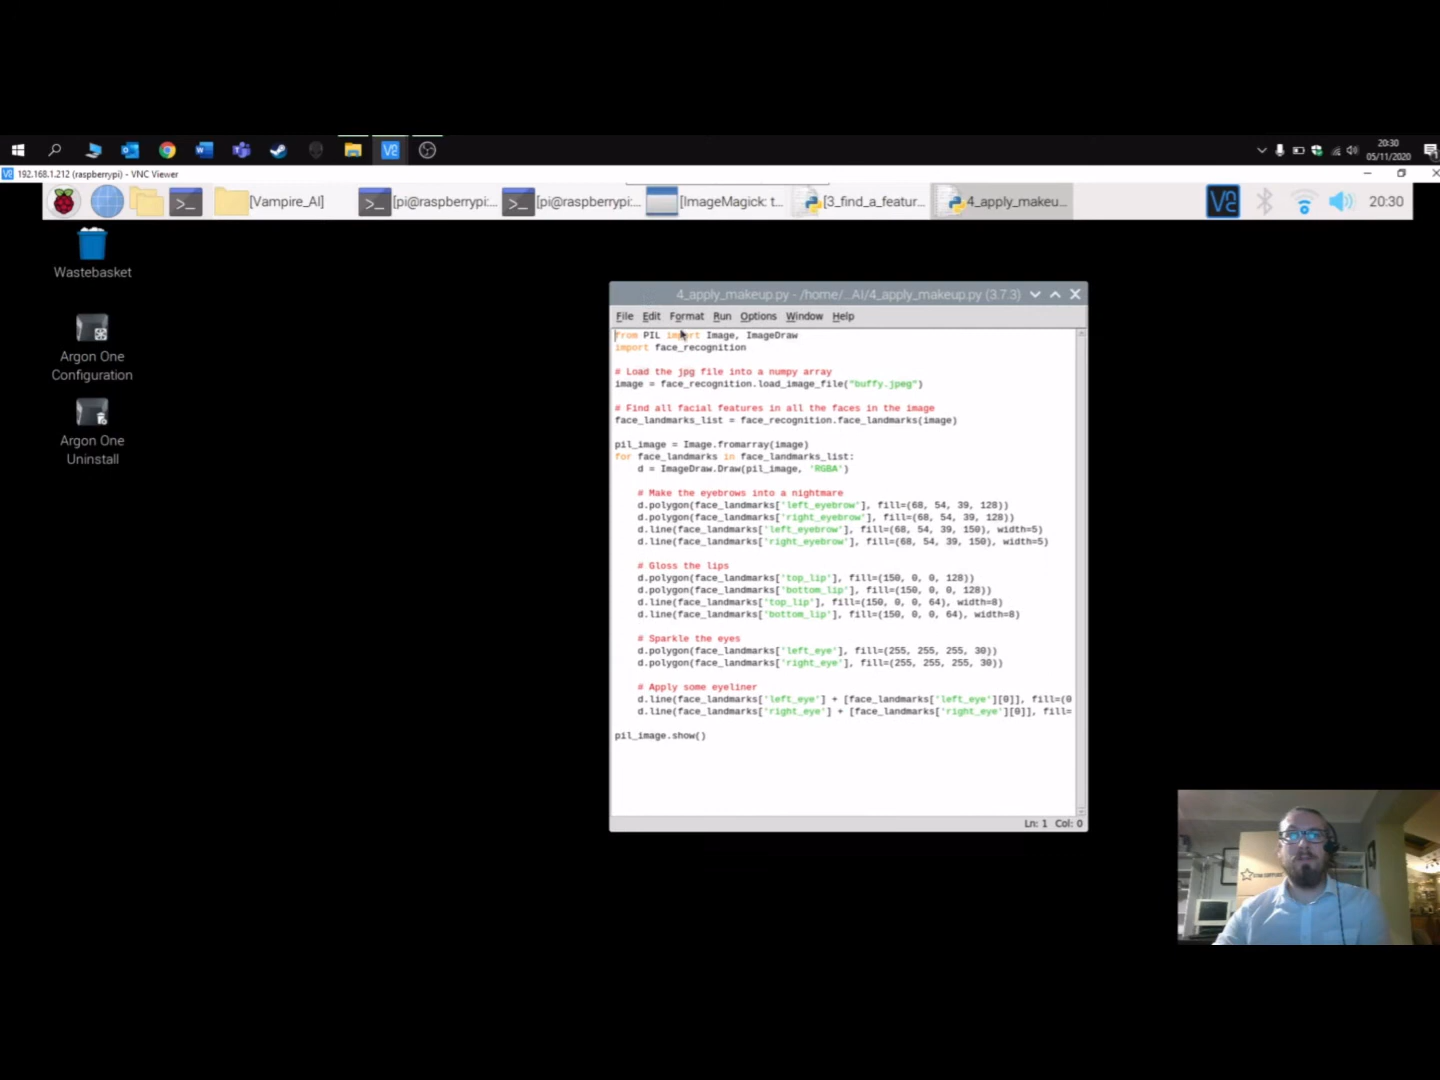 20:30
05/11/2020
192.168.1.212 (raspberrypi) - VNC Viewer
[Vampire_AI]
[pi@raspberrypi:...
[pi@raspberrypi:...
[ImageMagick: t...
[3_find_a_featur...
4_apply_makeu...
20:30
Wastebasket
Argon One
Configuration
Argon One
Uninstall
4_apply_makeup.py - /home/...AI/4_apply_makeup.py (3.7.3)
File Edit Format Run Options Window Help
from PIL import Image, ImageDraw
import face_recognition
# Load the jpg file into a numpy array
image = face_recognition.load_image_file("buffy.jpeg")
# Find all facial features in all the faces in the image
face_landmarks_list = face_recognition.face_landmarks(image)
pil_image = Image.fromarray(image)
for face_landmarks in face_landmarks_list:
    d = ImageDraw.Draw(pil_image, 'RGBA')
    # Make the eyebrows into a nightmare
    d.polygon(face_landmarks['left_eyebrow'], fill=(68, 54, 39, 128))
    d.polygon(face_landmarks['right_eyebrow'], fill=(68, 54, 39, 128))
    d.line(face_landmarks['left_eyebrow'], fill=(68, 54, 39, 150), width=5)
    d.line(face_landmarks['right_eyebrow'], fill=(68, 54, 39, 150), width=5)
    # Gloss the lips
    d.polygon(face_landmarks['top_lip'], fill=(150, 0, 0, 128))
    d.polygon(face_landmarks['bottom_lip'], fill=(150, 0, 0, 128))
    d.line(face_landmarks['top_lip'], fill=(150, 0, 0, 64), width=8)
    d.line(face_landmarks['bottom_lip'], fill=(150, 0, 0, 64), width=8)
    # Sparkle the eyes
    d.polygon(face_landmarks['left_eye'], fill=(255, 255, 255, 30))
    d.polygon(face_landmarks['right_eye'], fill=(255, 255, 255, 30))
    # Apply some eyeliner
    d.line(face_landmarks['left_eye'] + [face_landmarks['left_eye'][0]], fill=(0
    d.line(face_landmarks['right_eye'] + [face_landmarks['right_eye'][0]], fill=
pil_image.show()
Ln: 1 Col: 0